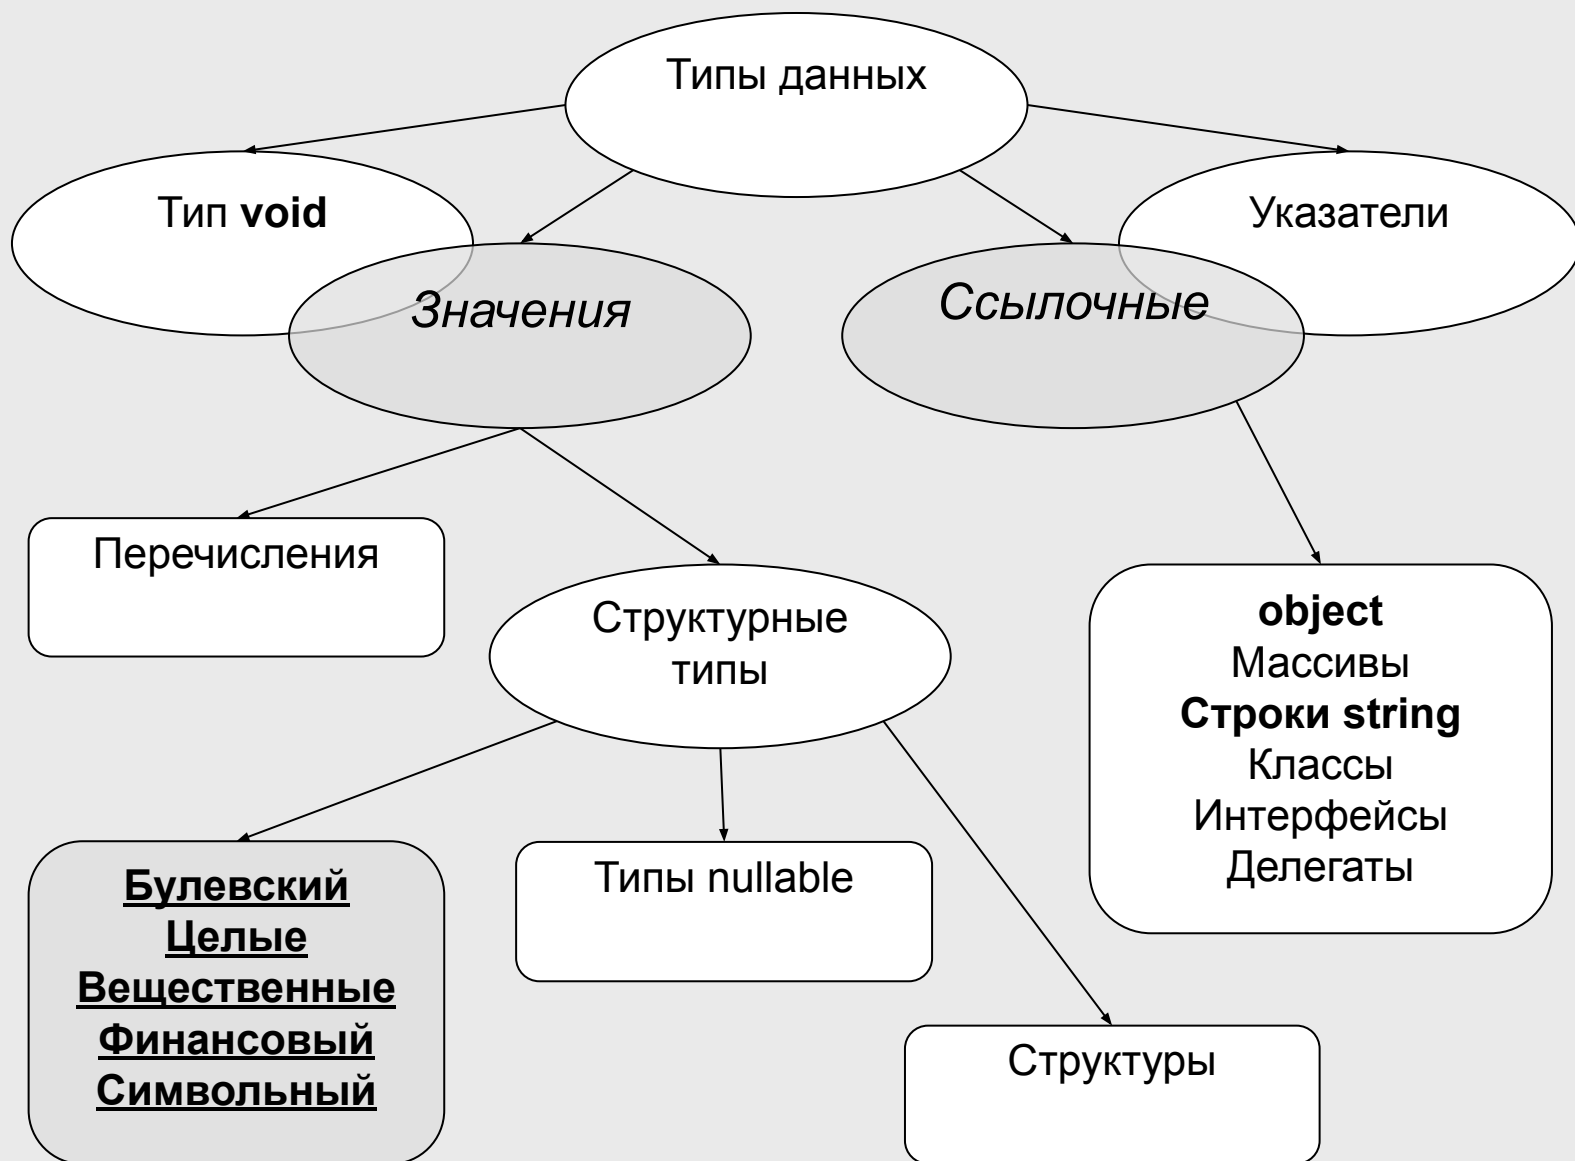 Типы данных
Тип void
Указатели
Значения
Ссылочные
Перечисления
Структурные
типы
object
Массивы
Строки string
Классы
Интерфейсы
Делегаты
Булевский
Целые
Вещественные
Финансовый
Символьный
Типы nullable
Структуры